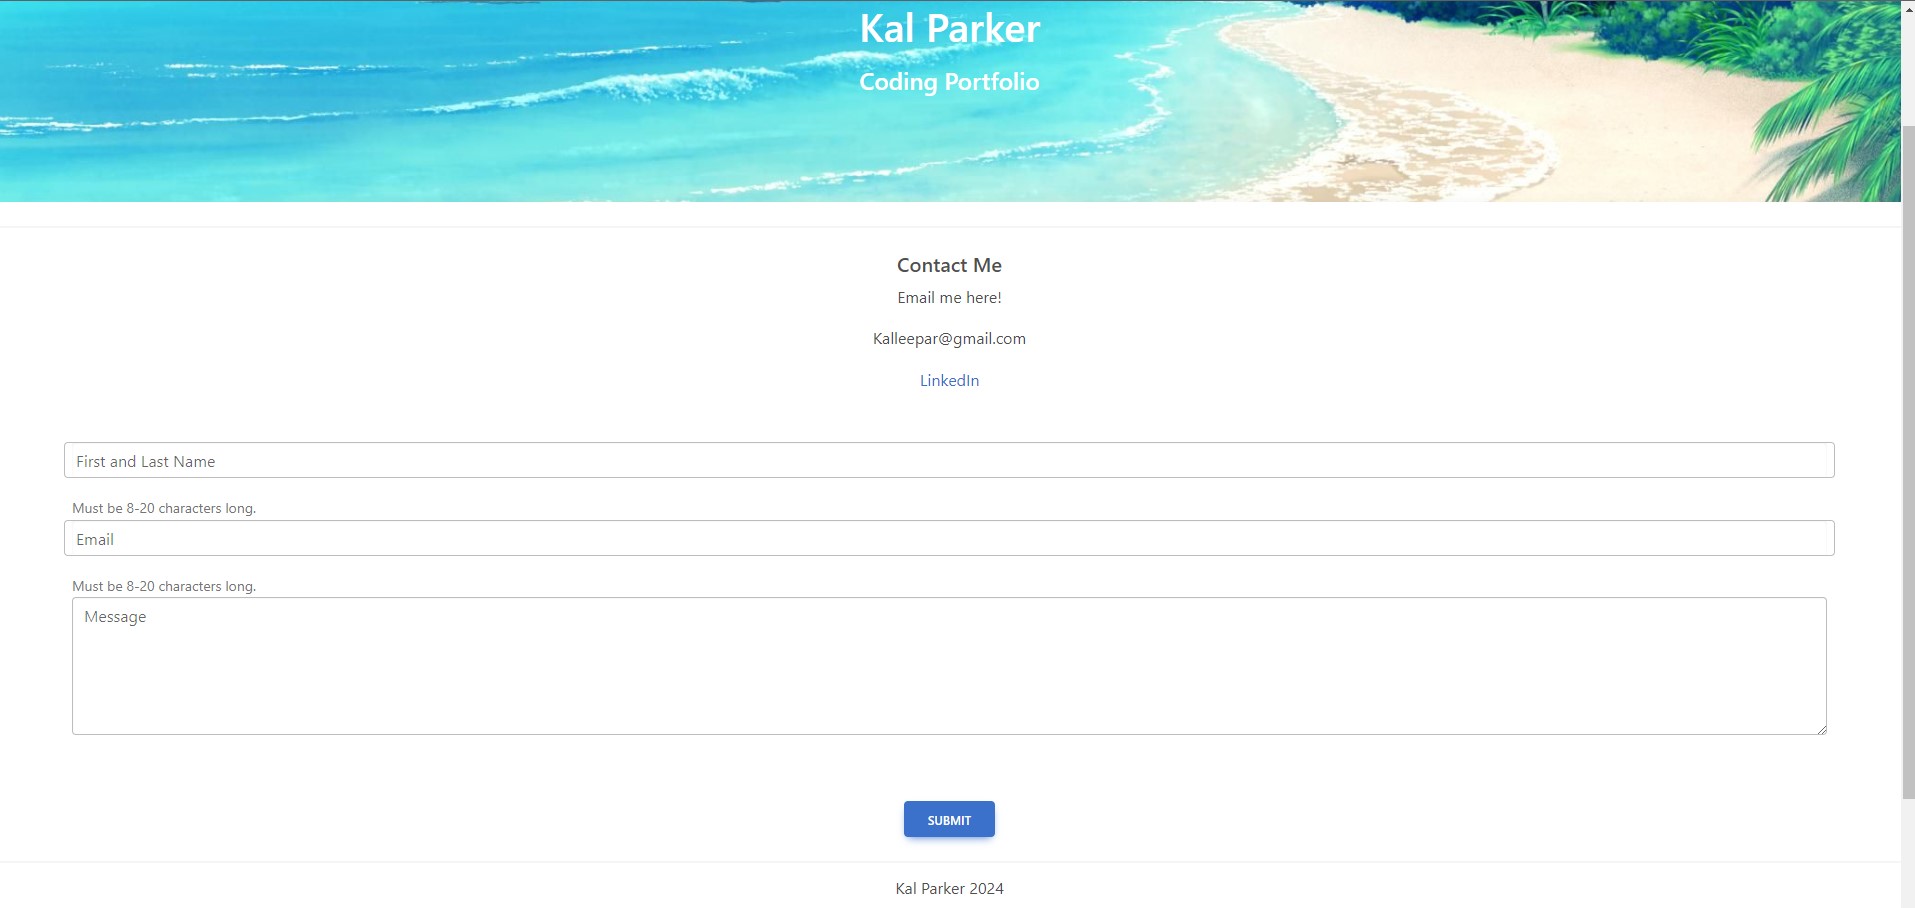 Kal Parker
Coding Portfolio
Contact Me
Email me here!
Kalleepar@gmail.com
LinkedIn
First and Last Name
Must be 8-20 characters long.
Email
Must be 8-20 characters long.
Message
SUBMIT
Kal Parker 2024